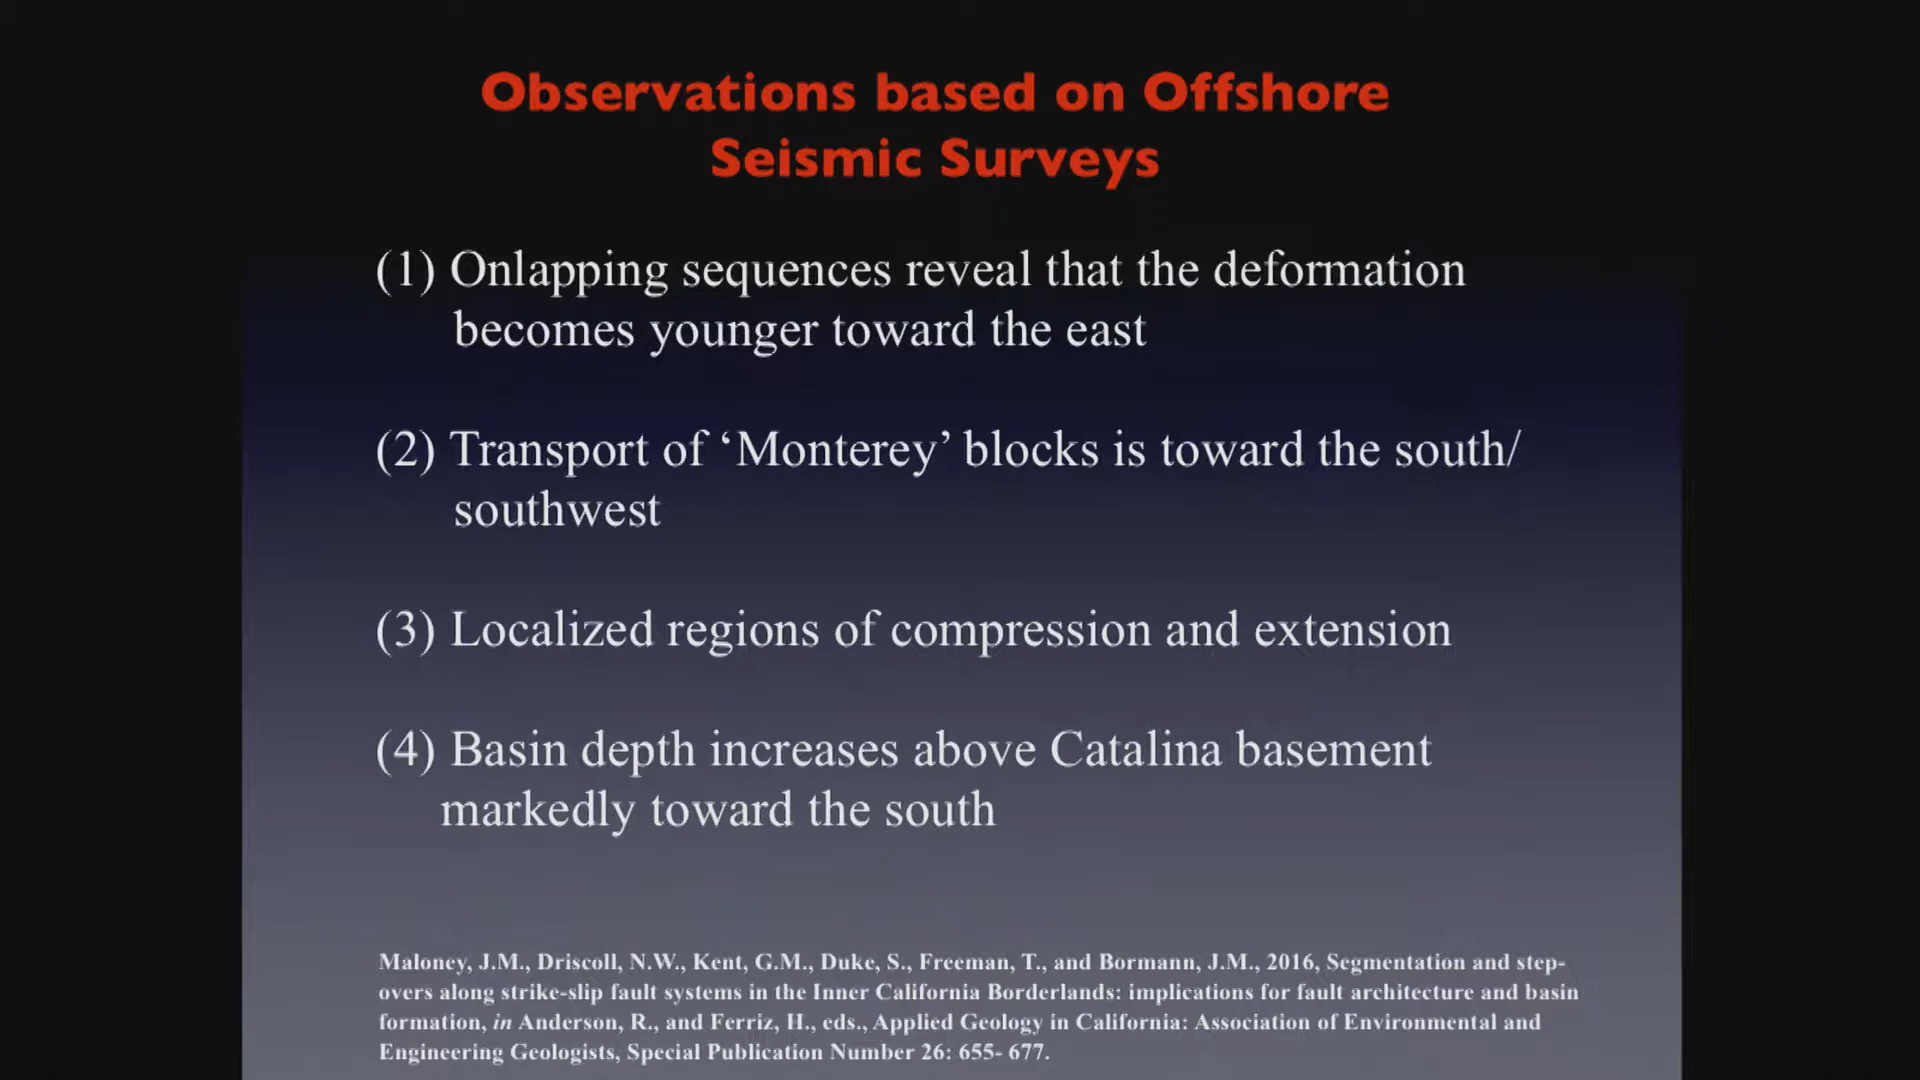 Observations based on Offshore
Seismic Surveys
(1) Onlapping sequences reveal that the deformation
becomes younger toward the east
(2) Transport of ‘Monterey’ blocks is toward the south/
southwest
(3) Localized regions of compression and extension
(4) Basin depth increases above Catalina basement
markedly toward the south
Maloney, J.M., Driscoll, N.W., Kent, G.M., Duke, S., Freeman, T., and Bormann, J.M., 2016, Segmentation and step-
overs along strike-slip fault systems in the Inner California Borderlands: implications for fault architecture and basin
formation, in Anderson, R., and Ferriz, H., eds., Applied Geology in California: Association of Environmental and
Engineering Geologists, Special Publication Number 26: 655- 677.